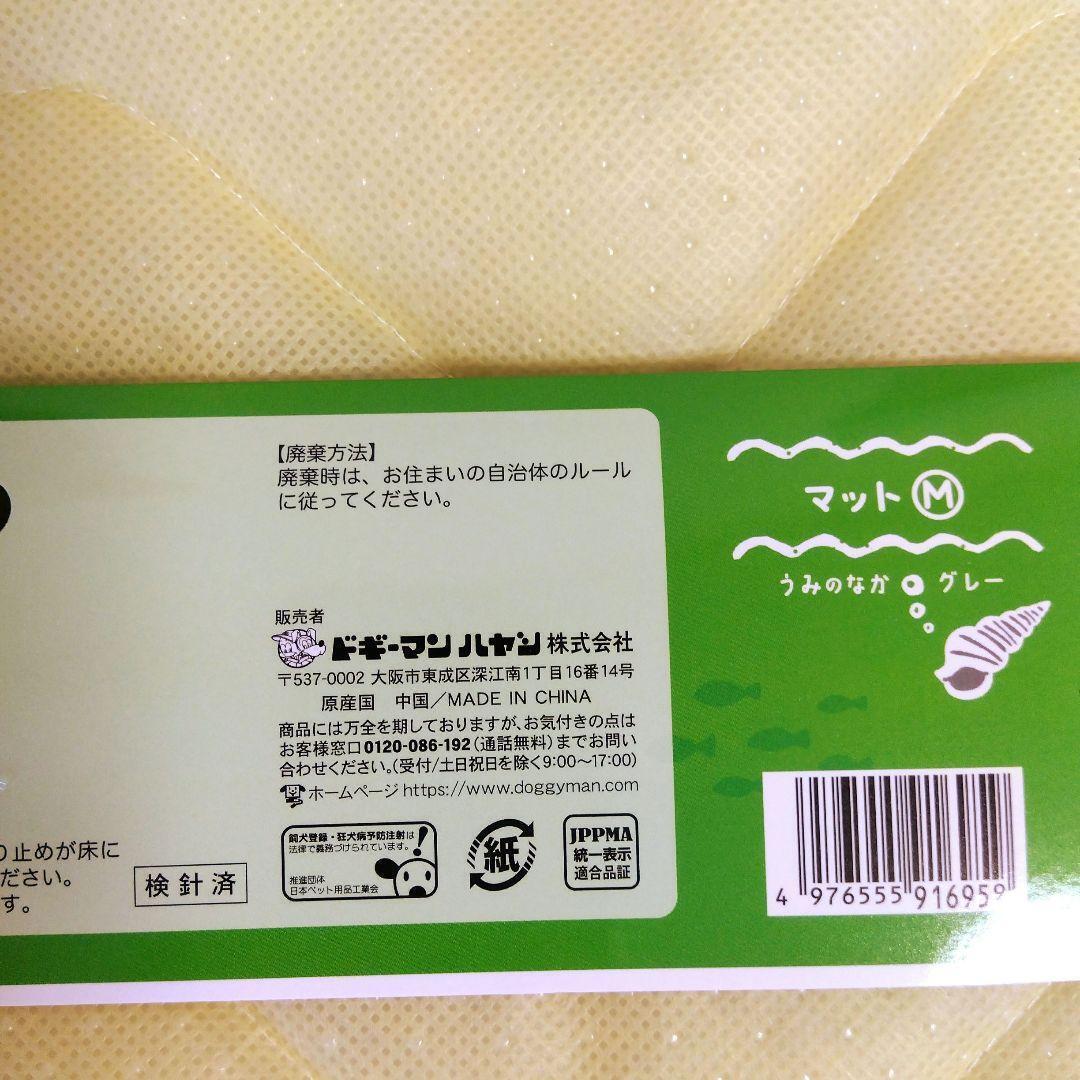 【廃棄方法】
廃棄時は、お住まいの自治体のルール
に従ってください。
販売者
ドギーマン ハヤシ 株式会社
〒537-0002 大阪市東成区深江南1丁目16番14号
原産国 中国／MADE IN CHINA
商品には万全を期しておりますが、お気付きの点は
お客様窓口0120-086-192（通話無料）までお問い
合わせください。（受付/土日祝日を除く9:00〜17:00）
ホームページ https://www.doggyman.com
飼犬登録・狂犬病予防注射は
法律で義務づけられています。
推進団体
日本ペット用品工業会
紙
JPPMA
統一表示
適合品証
り止めが床に
ださい。
す。
検針済
マット M
うみのなか グレー
4 976555 916959